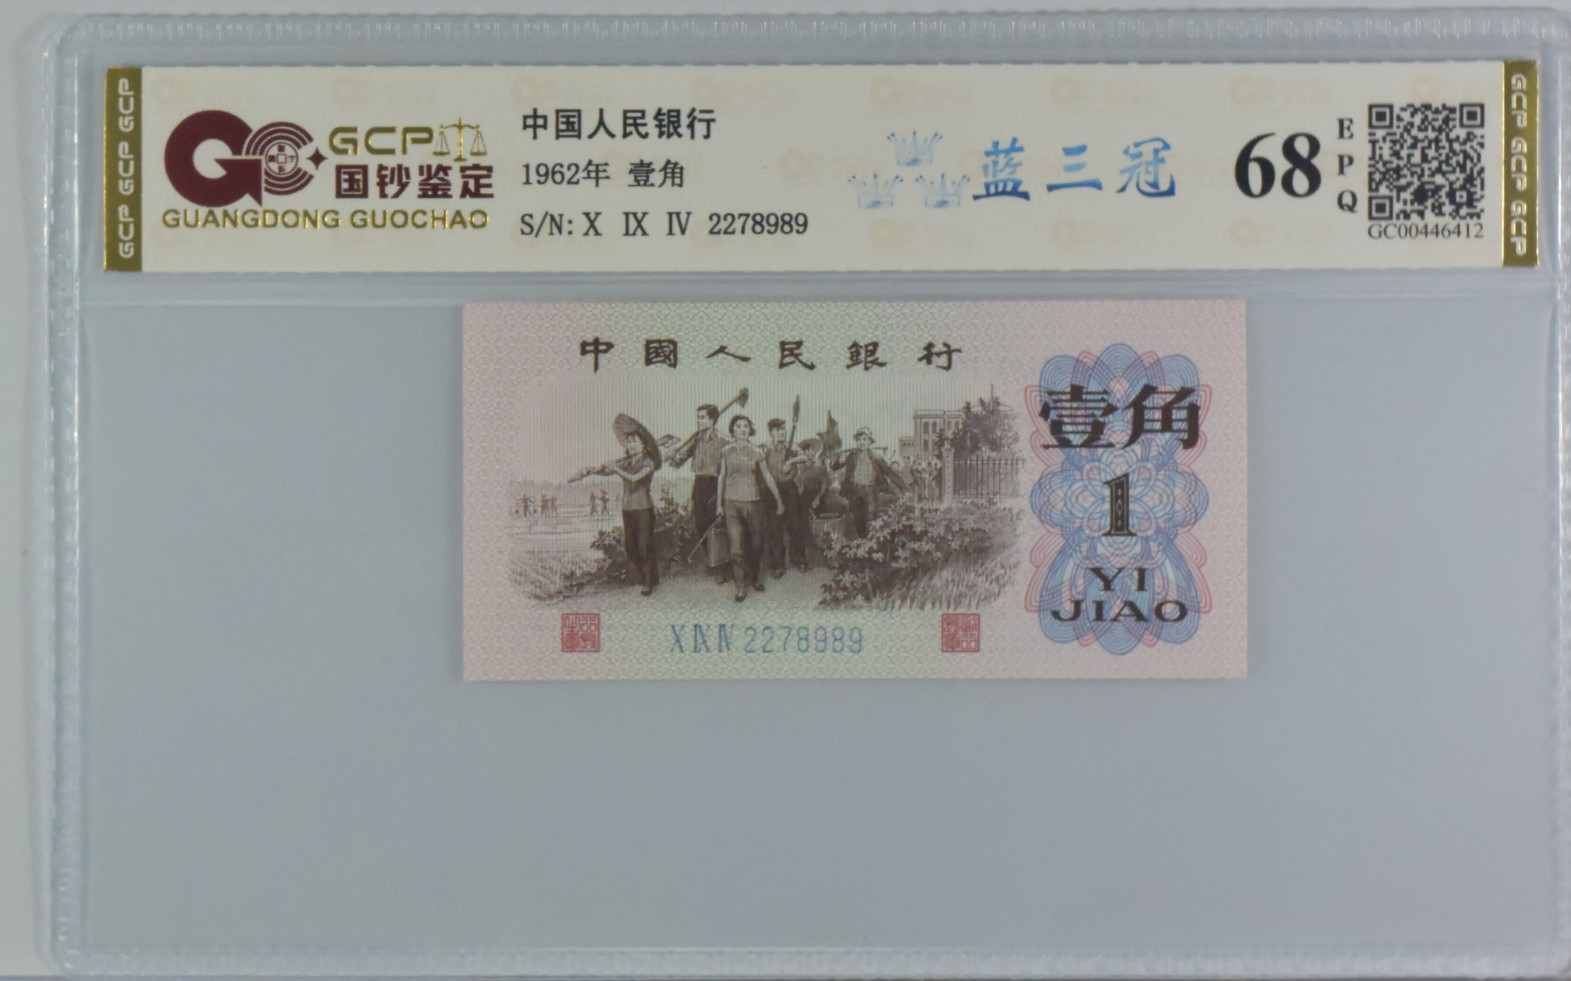 GCP GCP GCP
GCP
国钞鉴定
GUANGDONG GUOCHAO
中国人民银行
1962年 壹角
S/N: X IX IV 2278989
蓝三冠
68
EPQ
GC00446412
GCP GCP GCP
中國人民銀行
壹角
1
YI
JIAO
X IX IV 2278989